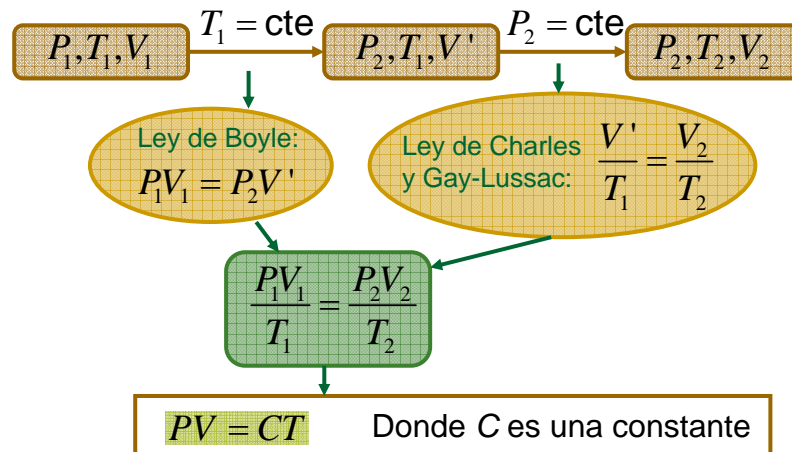 T₁ = cte P₂ = cte
P₁,T₁,V₁ P₂,T₁,V' P₂,T₂,V₂
Ley de Boyle:
P₁V₁ = P₂V'
Ley de Charles
y Gay-Lussac:
V'/T₁ = V₂/T₂
P₁V₁/T₁ = P₂V₂/T₂
PV = CT Donde C es una constante